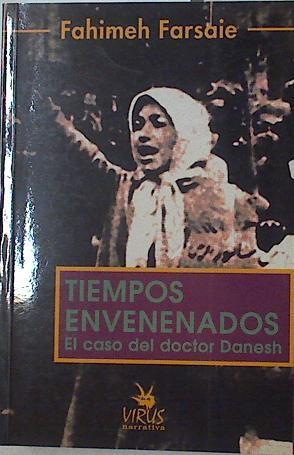 Fahimeh Farsaie
TIEMPOS
ENVENENADOS
El caso del doctor Danesh
VIRUS
narrativa